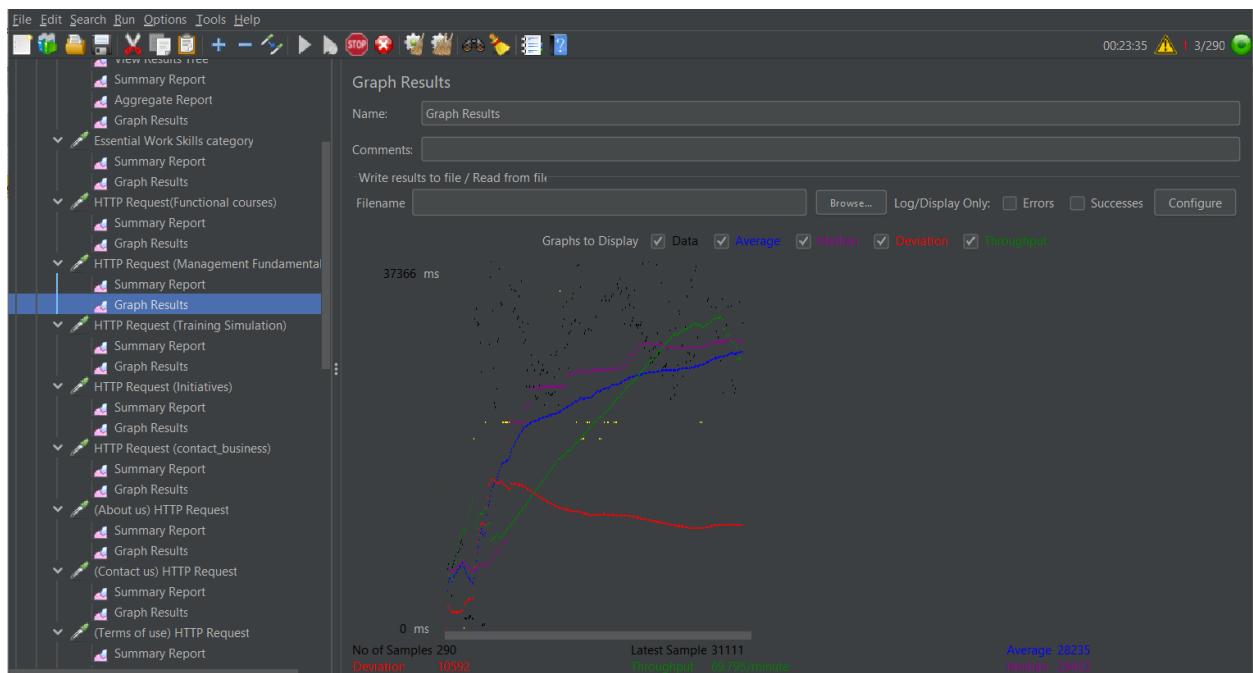 File Edit Search Run Options Tools Help
00:23:35 ! 3/290
View Results Tree
Summary Report
Aggregate Report
Graph Results
Essential Work Skills category
Summary Report
Graph Results
HTTP Request(Functional courses)
Summary Report
Graph Results
HTTP Request (Management Fundamental
Summary Report
Graph Results
HTTP Request (Training Simulation)
Summary Report
Graph Results
HTTP Request (Initiatives)
Summary Report
Graph Results
HTTP Request (contact_business)
Summary Report
Graph Results
(About us) HTTP Request
Summary Report
Graph Results
(Contact us) HTTP Request
Summary Report
Graph Results
(Terms of use) HTTP Request
Summary Report
Graph Results
Name: Graph Results
Comments:
Write results to file / Read from file
Filename Browse... Log/Display Only: Errors Successes Configure
Graphs to Display Data Average Median Deviation Throughput
37366 ms
0 ms
No of Samples 290 Latest Sample 31111 Average 28235
Deviation 10592 Throughput 69.795/minute Median
STOP